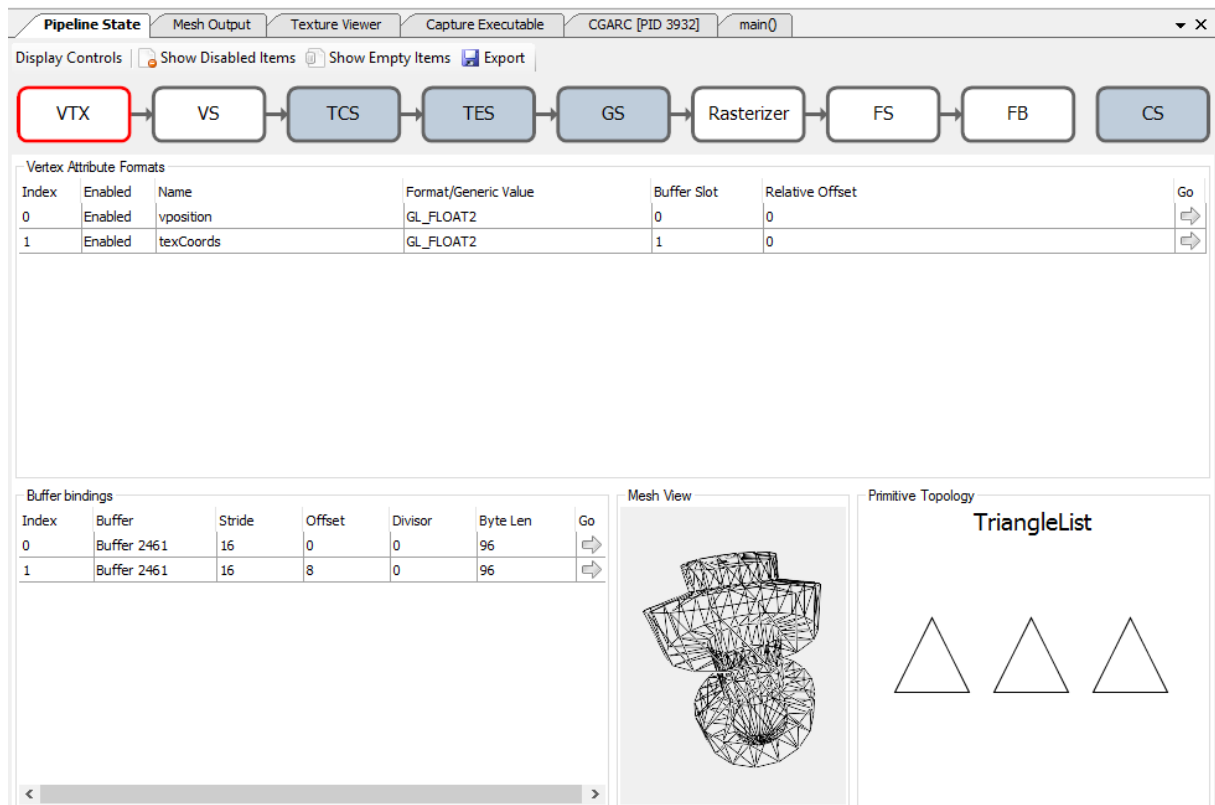 Pipeline State Mesh Output Texture Viewer Capture Executable CGARC [PID 3932] main()
Display Controls Show Disabled Items Show Empty Items Export
VTX VS TCS TES GS Rasterizer FS FB CS
Vertex Attribute Formats
Index Enabled Name Format/Generic Value Buffer Slot Relative Offset Go
0 Enabled vposition GL_FLOAT2 0 0
1 Enabled texCoords GL_FLOAT2 1 0
Buffer bindings
Index Buffer Stride Offset Divisor Byte Len Go
0 Buffer 2461 16 0 0 96
1 Buffer 2461 16 8 0 96
Mesh View
Primitive Topology
TriangleList